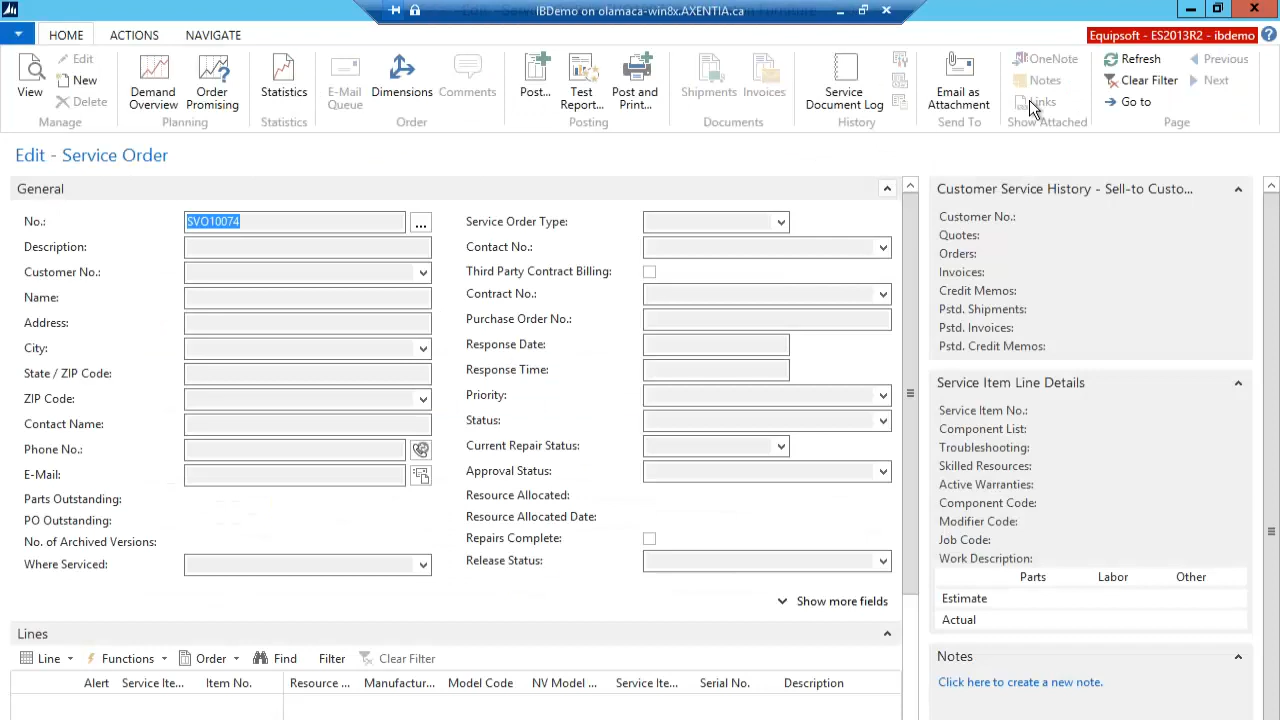 IBDemo on olamaca-win8x.AXENTIA.ca
HOME ACTIONS NAVIGATE
Equipsoft - ES2013R2 - ibdemo
View
Edit
New
Delete
Manage
Demand Overview
Order Promising
Planning
Statistics
Statistics
E-Mail Queue
Dimensions
Comments
Order
Post...
Test Report...
Post and Print...
Posting
Shipments
Invoices
Documents
Service Document Log
History
Email as Attachment
Send To
OneNote
Notes
Links
Show Attached
Refresh
Clear Filter
Go to
Previous
Next
Page
Edit - Service Order
General
No.: SVO10074 ...
Description:
Customer No.:
Name:
Address:
City:
State / ZIP Code:
ZIP Code:
Contact Name:
Phone No.:
E-Mail:
Parts Outstanding:
PO Outstanding:
No. of Archived Versions:
Where Serviced:
Service Order Type:
Contact No.:
Third Party Contract Billing:
Contract No.:
Purchase Order No.:
Response Date:
Response Time:
Priority:
Status:
Current Repair Status:
Approval Status:
Resource Allocated:
Resource Allocated Date:
Repairs Complete:
Release Status:
Show more fields
Lines
Line Functions Order Find Filter Clear Filter
Alert Service Ite... Item No. Resource ... Manufactur... Model Code NV Model ... Service Ite... Serial No. Description
Customer Service History - Sell-to Custo...
Customer No.:
Quotes:
Orders:
Invoices:
Credit Memos:
Pstd. Shipments:
Pstd. Invoices:
Pstd. Credit Memos:
Service Item Line Details
Service Item No.:
Component List:
Troubleshooting:
Skilled Resources:
Active Warranties:
Component Code:
Modifier Code:
Job Code:
Work Description:
Parts Labor Other
Estimate
Actual
Notes
Click here to create a new note.